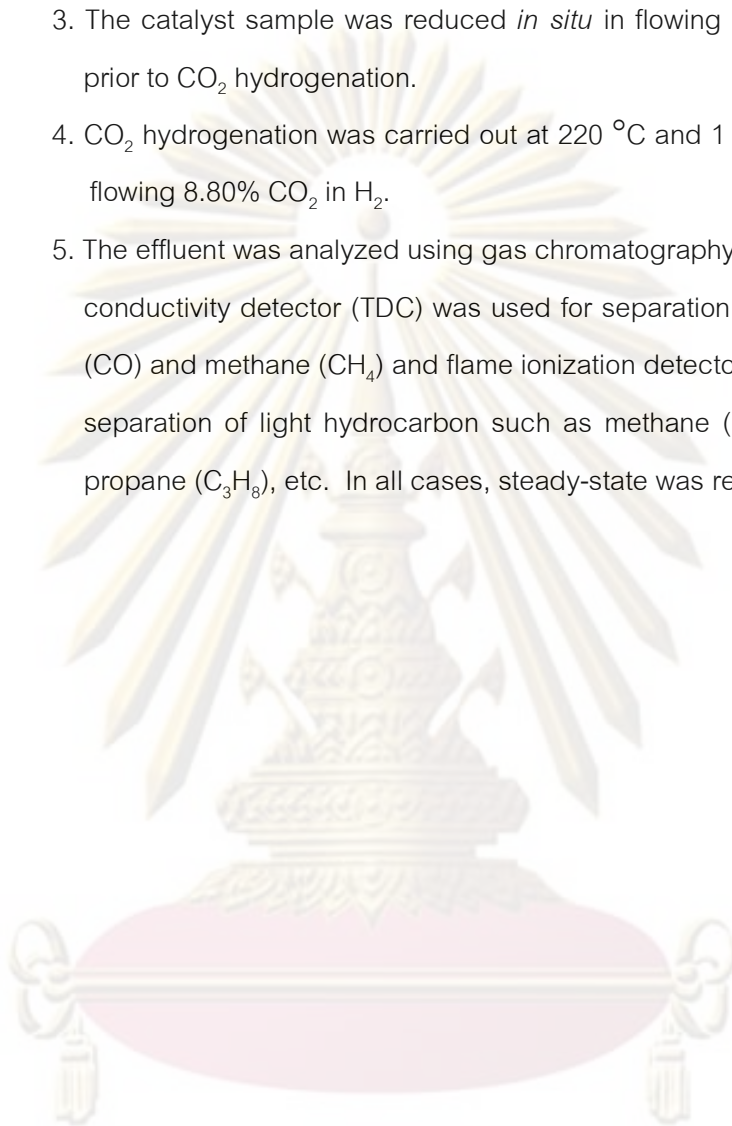 3. The catalyst sample was reduced in situ in flowing
prior to CO₂ hydrogenation.
4. CO₂ hydrogenation was carried out at 220 °C and 1
flowing 8.80% CO₂ in H₂.
5. The effluent was analyzed using gas chromatography
conductivity detector (TDC) was used for separation
(CO) and methane (CH₄) and flame ionization detecto
separation of light hydrocarbon such as methane (
propane (C₃H₈), etc. In all cases, steady-state was re